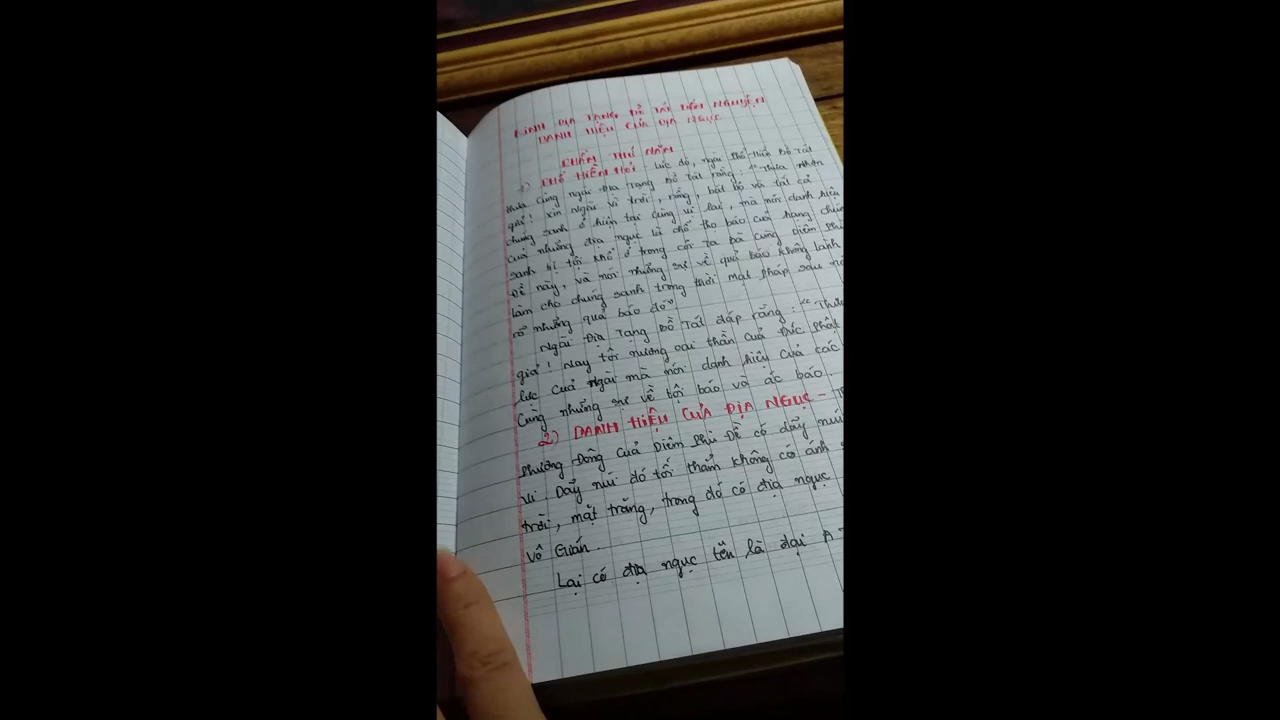 KINH ĐỊA TẠNG BỒ TÁT BỔN NGUYỆN
DANH HIỆU CỦA ĐỊA NGỤC
PHẨM THỨ NĂM
1) PHỔ HIỀN HỎI - Lúc đó, ngài Phổ Hiền Bồ Tát
thưa cùng ngài Địa Tạng Bồ Tát rằng: "Thưa nhơn
giả! xin Ngài vì trời, rồng, bát bộ và tất cả
chúng sanh ở hiện tại cùng vị lai, mà nói danh hiệu
của những địa ngục là chỗ thọ báo của hạng chúng
sanh bị tội khổ ở trong cõi ta bà cùng Diêm Phù
Đề này, và nói những sự về quả báo không lành
làm cho chúng sanh trong thời mạt pháp sau
rõ những quả báo đó"
Ngài Địa Tạng Bồ Tát đáp rằng: "
giả! Nay tôi nương oai thần của Đức Phật
lực của Ngài mà nói danh hiệu của các
Cùng những sự về tội báo và ác báo.
2) DANH HIỆU CỦA ĐỊA NGỤC -
phương Đông của Diêm Phù Đề có dẫy núi
Vi. Dẫy núi đó tối thẩm không có ánh
trời, mặt trăng, trong đó có địa ngục
Vô Gián.
Lại có địa ngục tên là đại A